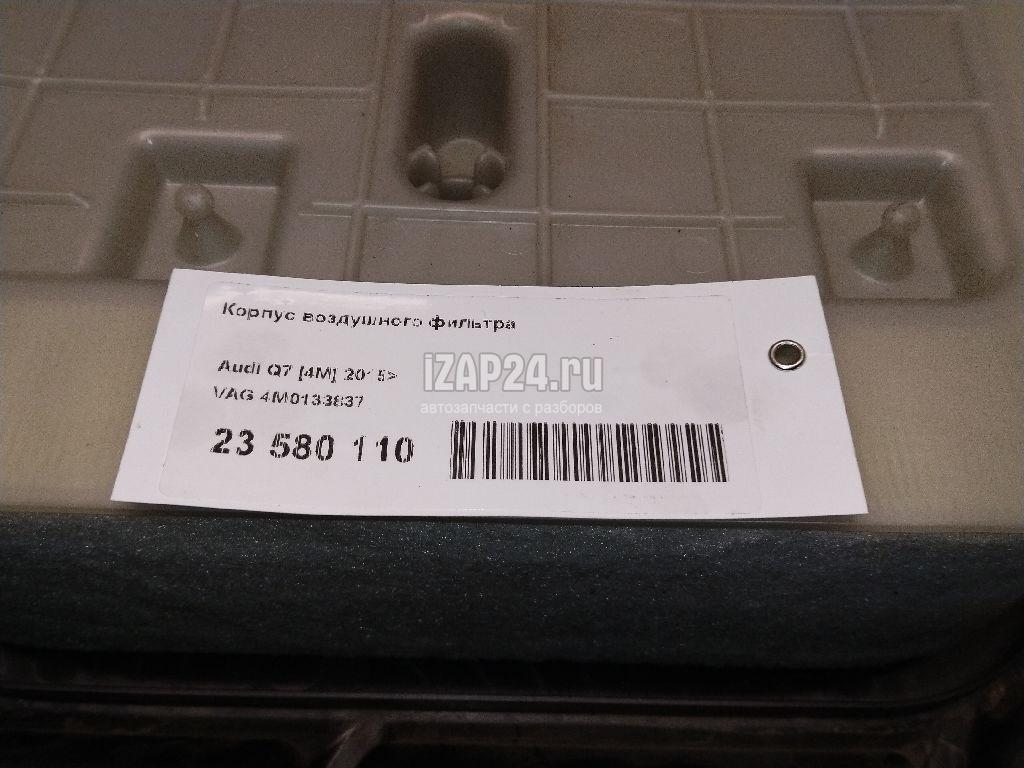 Корпус воздушного фильтра
Audi Q7 [4M] 2015>
VAG 4M0133837
23 580 110
iZAP24.ru
автозапчасти с разборов